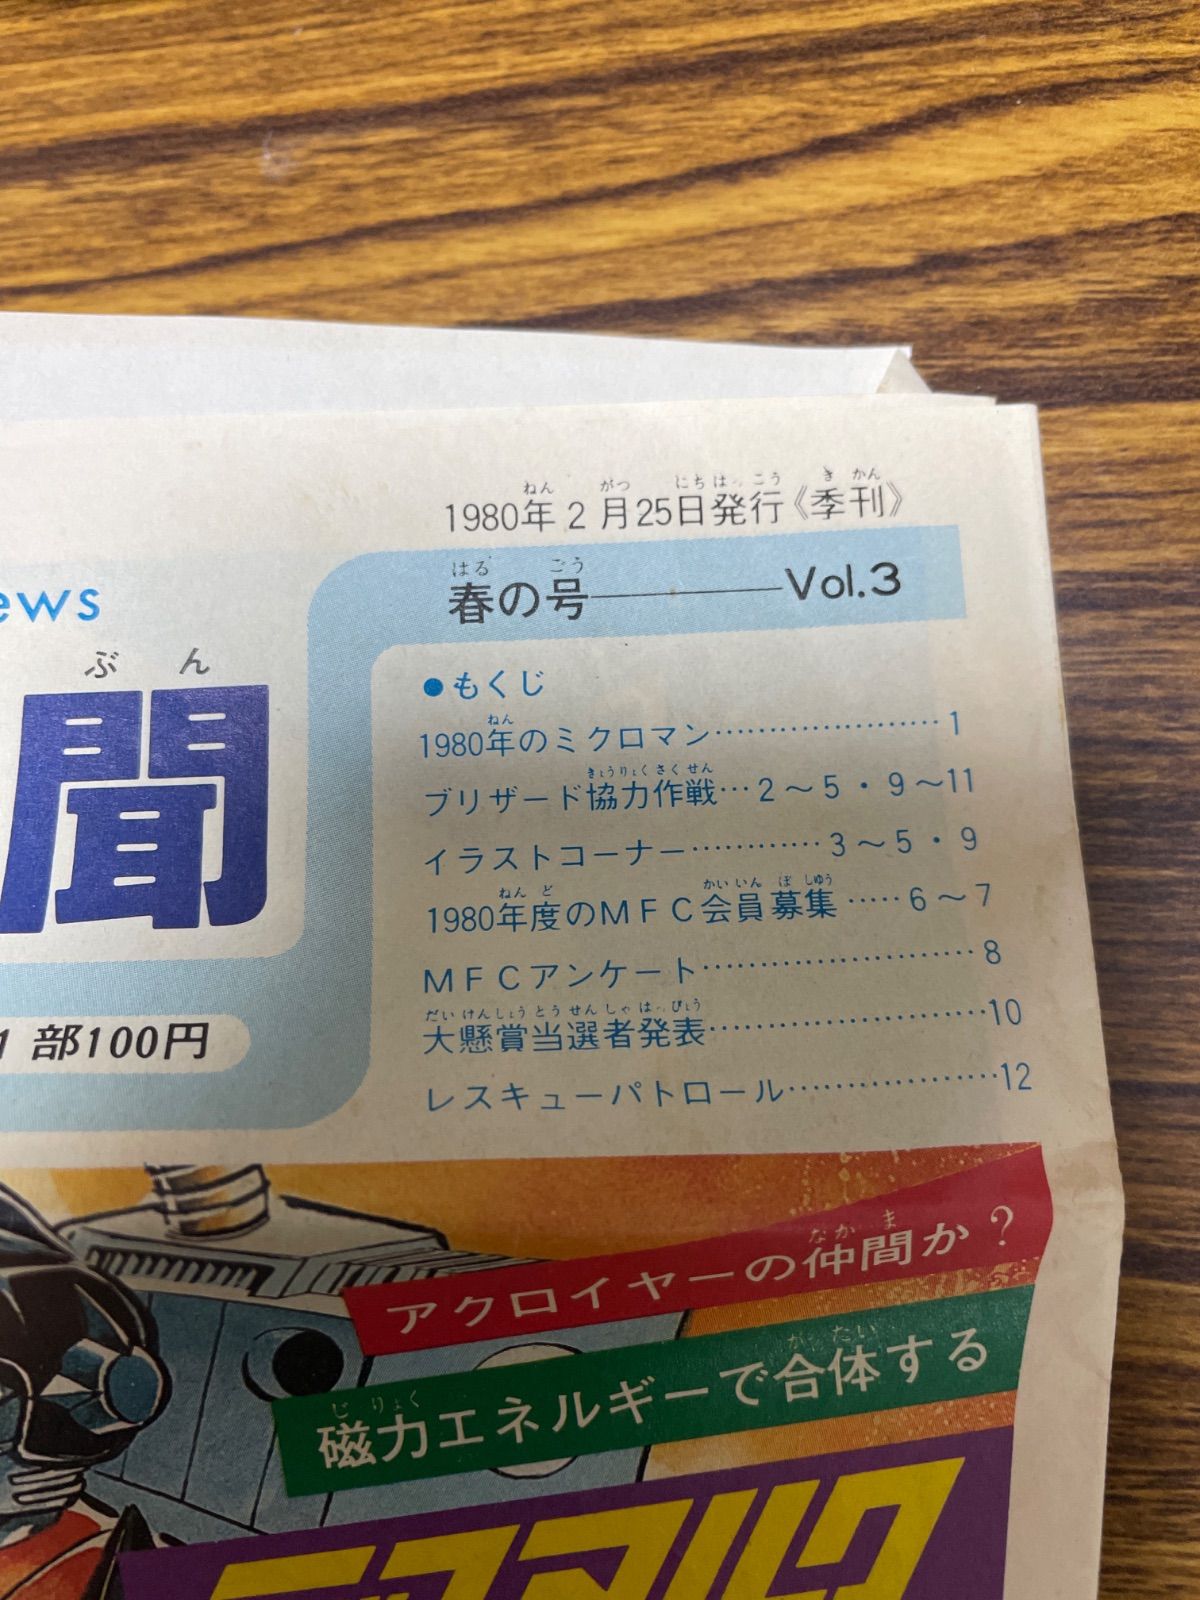 1980年2月25日発行《季刊》
春の号―Vol.3
ews
ぶん
聞
1部100円
●もくじ
1980年のミクロマン…………………1
ブリザード協力作戦…2～5・9～11
イラストコーナー…………3～5・9
1980年度のMFC会員募集……6～7
MFCアンケート………………………8
大懸賞当選者発表………………………10
レスキューパトロール…………………12
アクロイヤーの仲間か?
磁力エネルギーで合体する